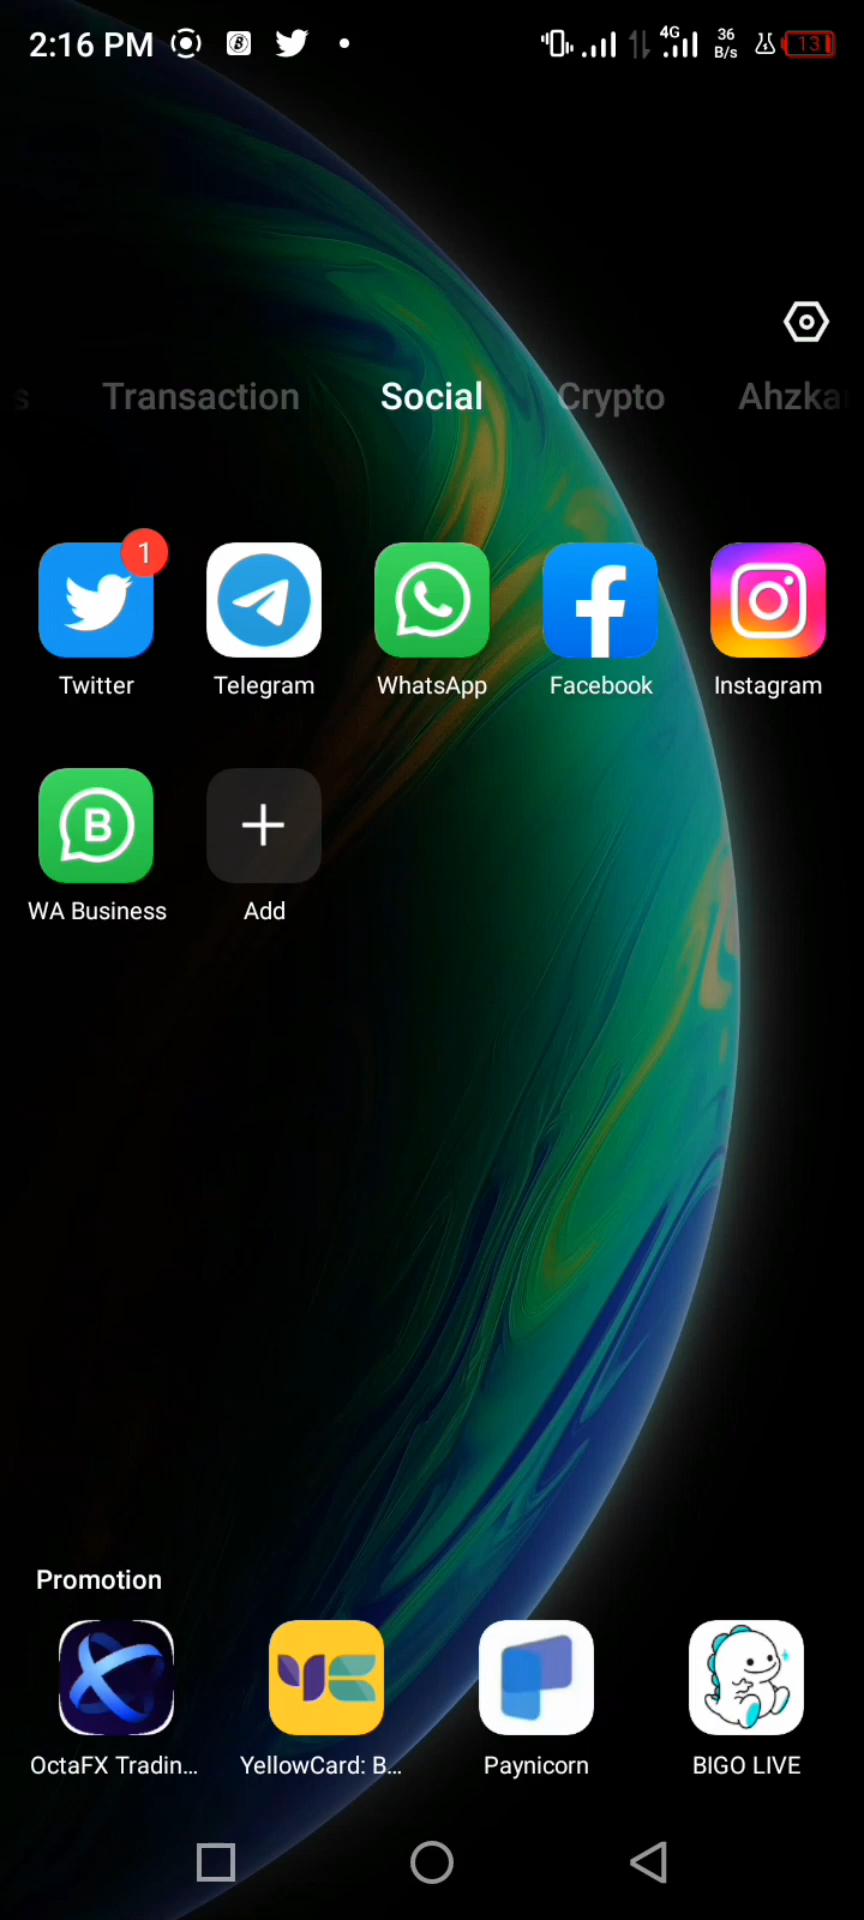 2:16 PM
4G
36
B/s
13
Transaction
Social
Crypto
1
Twitter
Telegram
WhatsApp
Facebook
Instagram
B
WA Business
Add
Promotion
OctaFX Tradin...
YellowCard: B...
Paynicorn
BIGO LIVE